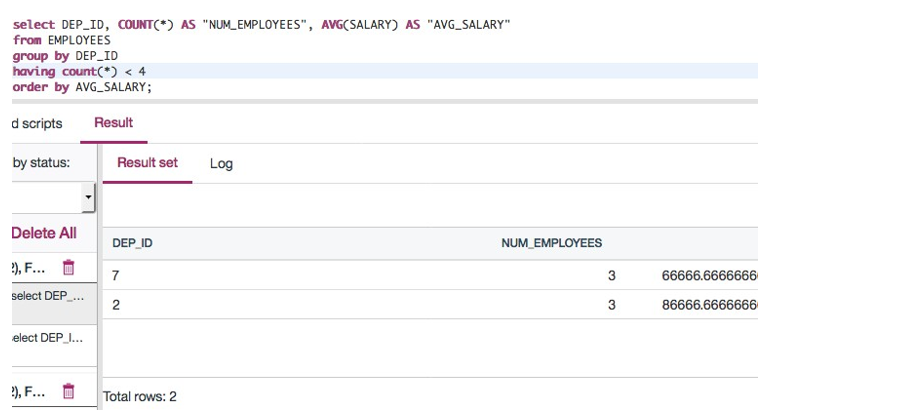 select DEP_ID, COUNT(*) AS "NUM_EMPLOYEES", AVG(SALARY) AS "AVG_SALARY"
from EMPLOYEES
group by DEP_ID
having count(*) < 4
order by AVG_SALARY;
d scripts Result
by status: Result set Log
Delete All
DEP_ID NUM_EMPLOYEES
2), F...
7 3 66666.6666666
select DEP_...
2 3 86666.6666666
elect DEP_I...
2), F...
Total rows: 2